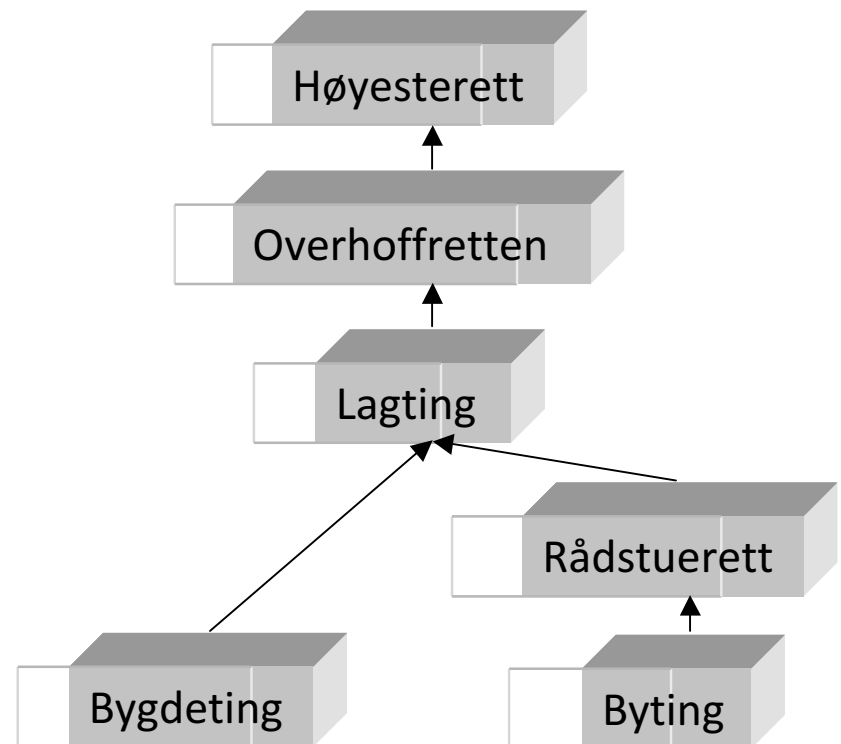 Høyesterett
Overhoffretten
Lagting
Rådstuerett
Bygdeting
Byting